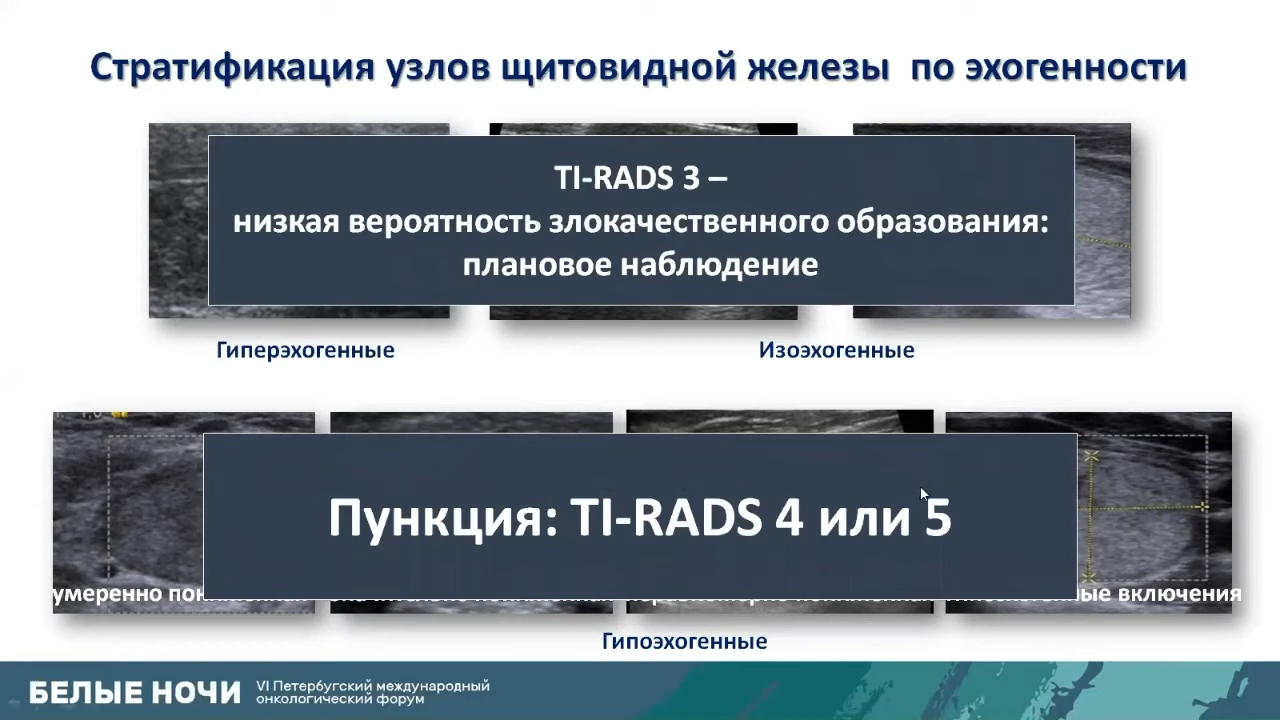 Стратификация узлов щитовидной железы по эхогенности
TI-RADS 3 –
низкая вероятность злокачественного образования:
плановое наблюдение
Гиперэхогенные
Изоэхогенные
Пункция: TI-RADS 4 или 5
умеренно
включения
Гипоэхогенные
БЕЛЫЕ НОЧИ
VI Петербургский международный
онкологический форум